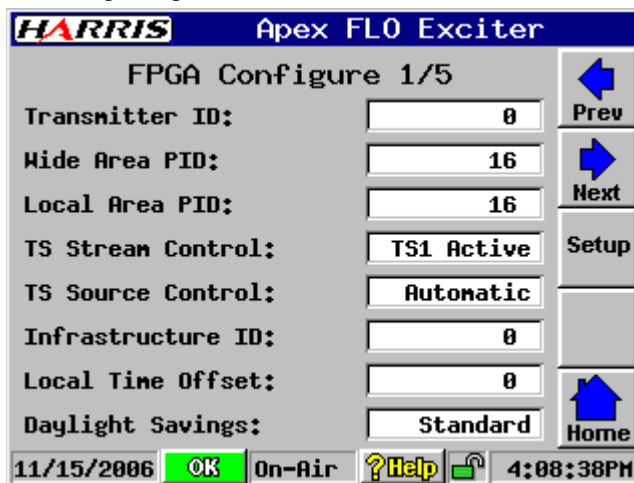 HARRIS Apex FLO Exciter
FPGA Configure 1/5
Prev
Transmitter ID: 0
Wide Area PID: 16
Next
Local Area PID: 16
TS Stream Control: TS1 Active
Setup
TS Source Control: Automatic
Infrastructure ID: 0
Local Time Offset: 0
Daylight Savings: Standard
Home
11/15/2006 OK On-Air ?Help 4:08:38PM